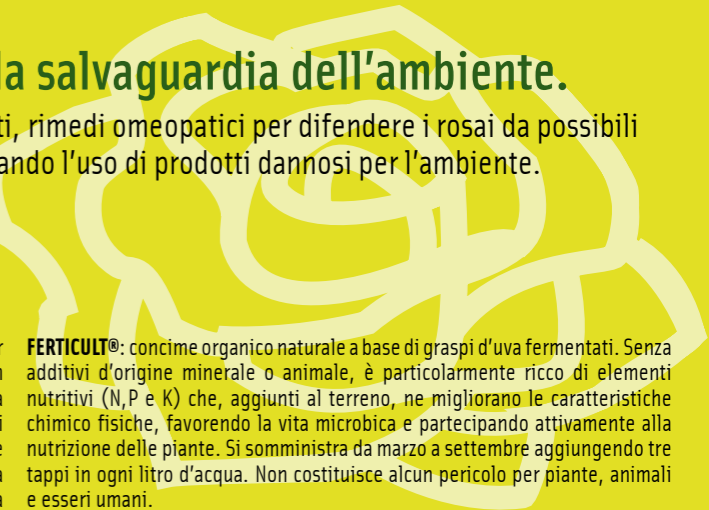 la salvaguardia dell'ambiente.
ti, rimedi omeopatici per difendere i rosai da possibili
ando l'uso di prodotti dannosi per l'ambiente.
r
n
a
i
e
a
a
FERTICULT®: concime organico naturale a base di graspi d'uva fermentati. Senza
additivi d'origine minerale o animale, è particolarmente ricco di elementi
nutritivi (N,P e K) che, aggiunti al terreno, ne migliorano le caratteristiche
chimico fisiche, favorendo la vita microbica e partecipando attivamente alla
nutrizione delle piante. Si somministra da marzo a settembre aggiungendo tre
tappi in ogni litro d'acqua. Non costituisce alcun pericolo per piante, animali
e esseri umani.